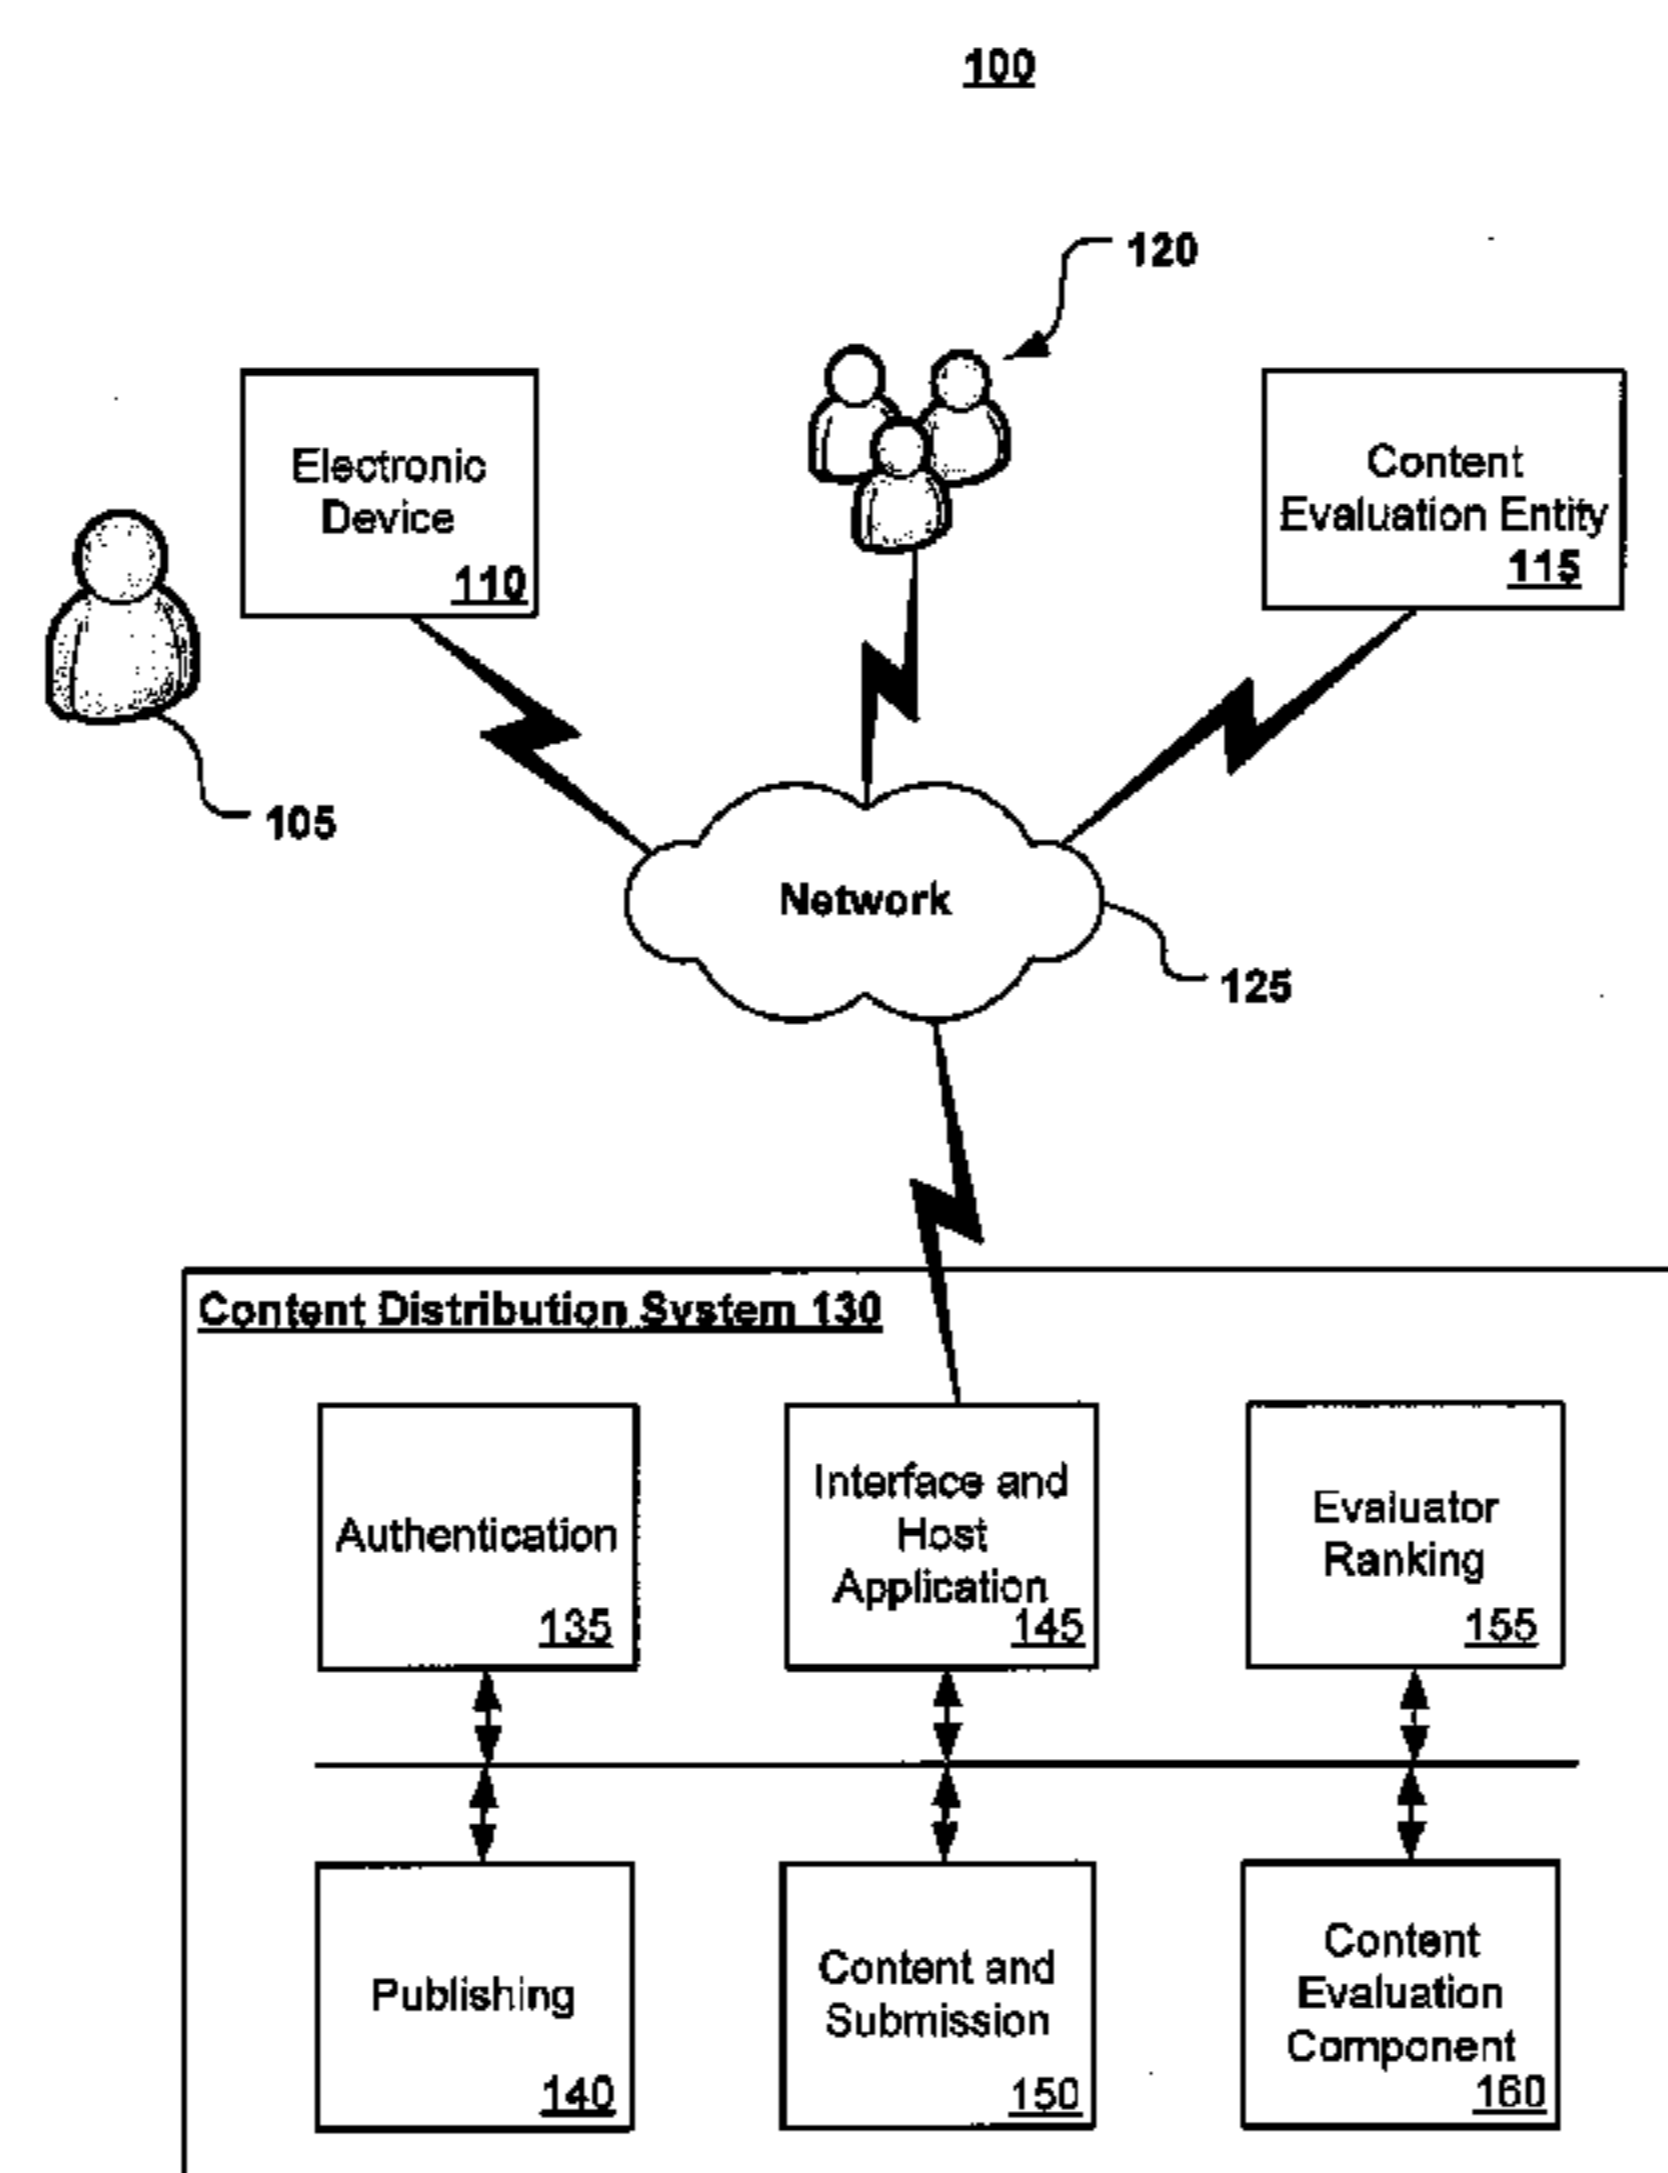 100
120
Electronic
Device
110
Content
Evaluation Entity
115
105
Network
125
Content Distribution System 130
Authentication
135
Interface and
Host
Application
145
Evaluator
Ranking
155
Publishing
140
Content and
Submission
150
Content
Evaluation
Component
160